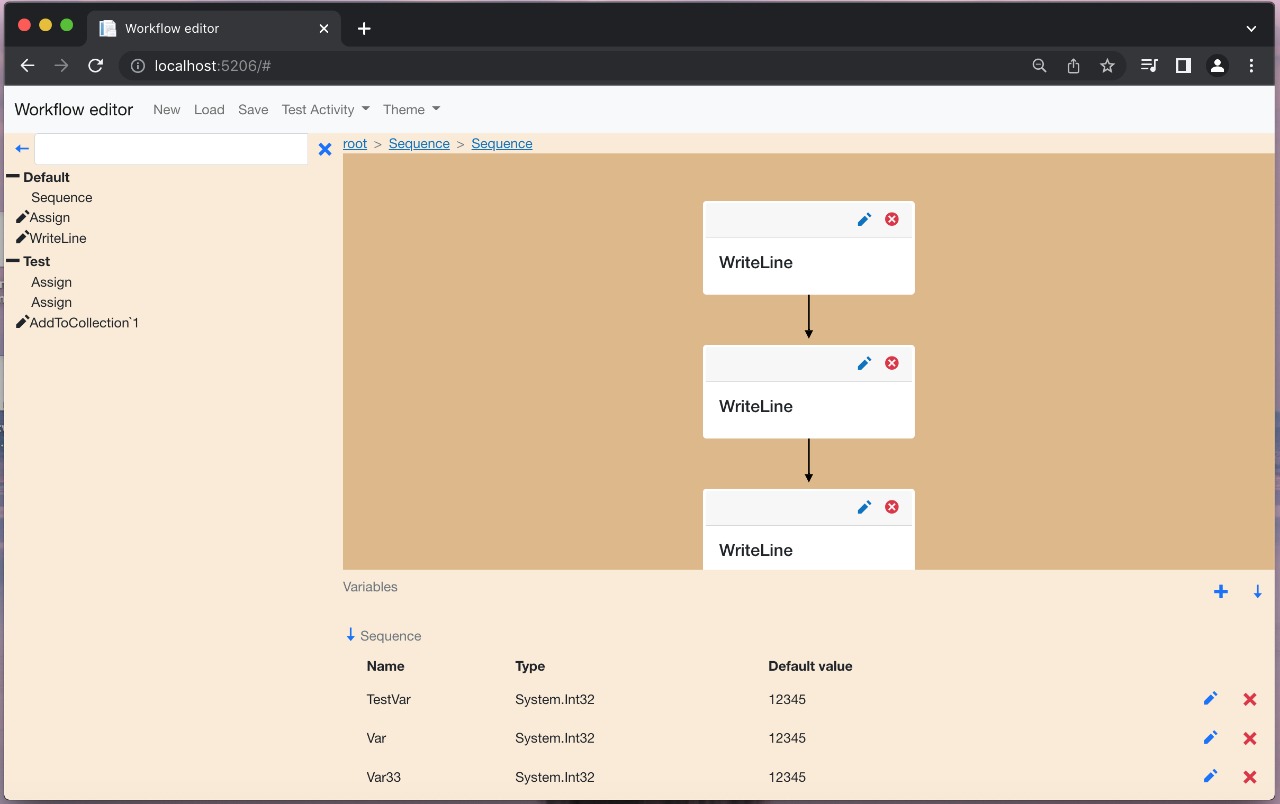 Workflow editor
localhost:5206/#
Workflow editor New Load Save Test Activity Theme
root > Sequence > Sequence
Default
Sequence
Assign
WriteLine
Test
Assign
Assign
AddToCollection`1
WriteLine
WriteLine
WriteLine
Variables
Sequence
Name Type Default value
TestVar System.Int32 12345
Var System.Int32 12345
Var33 System.Int32 12345